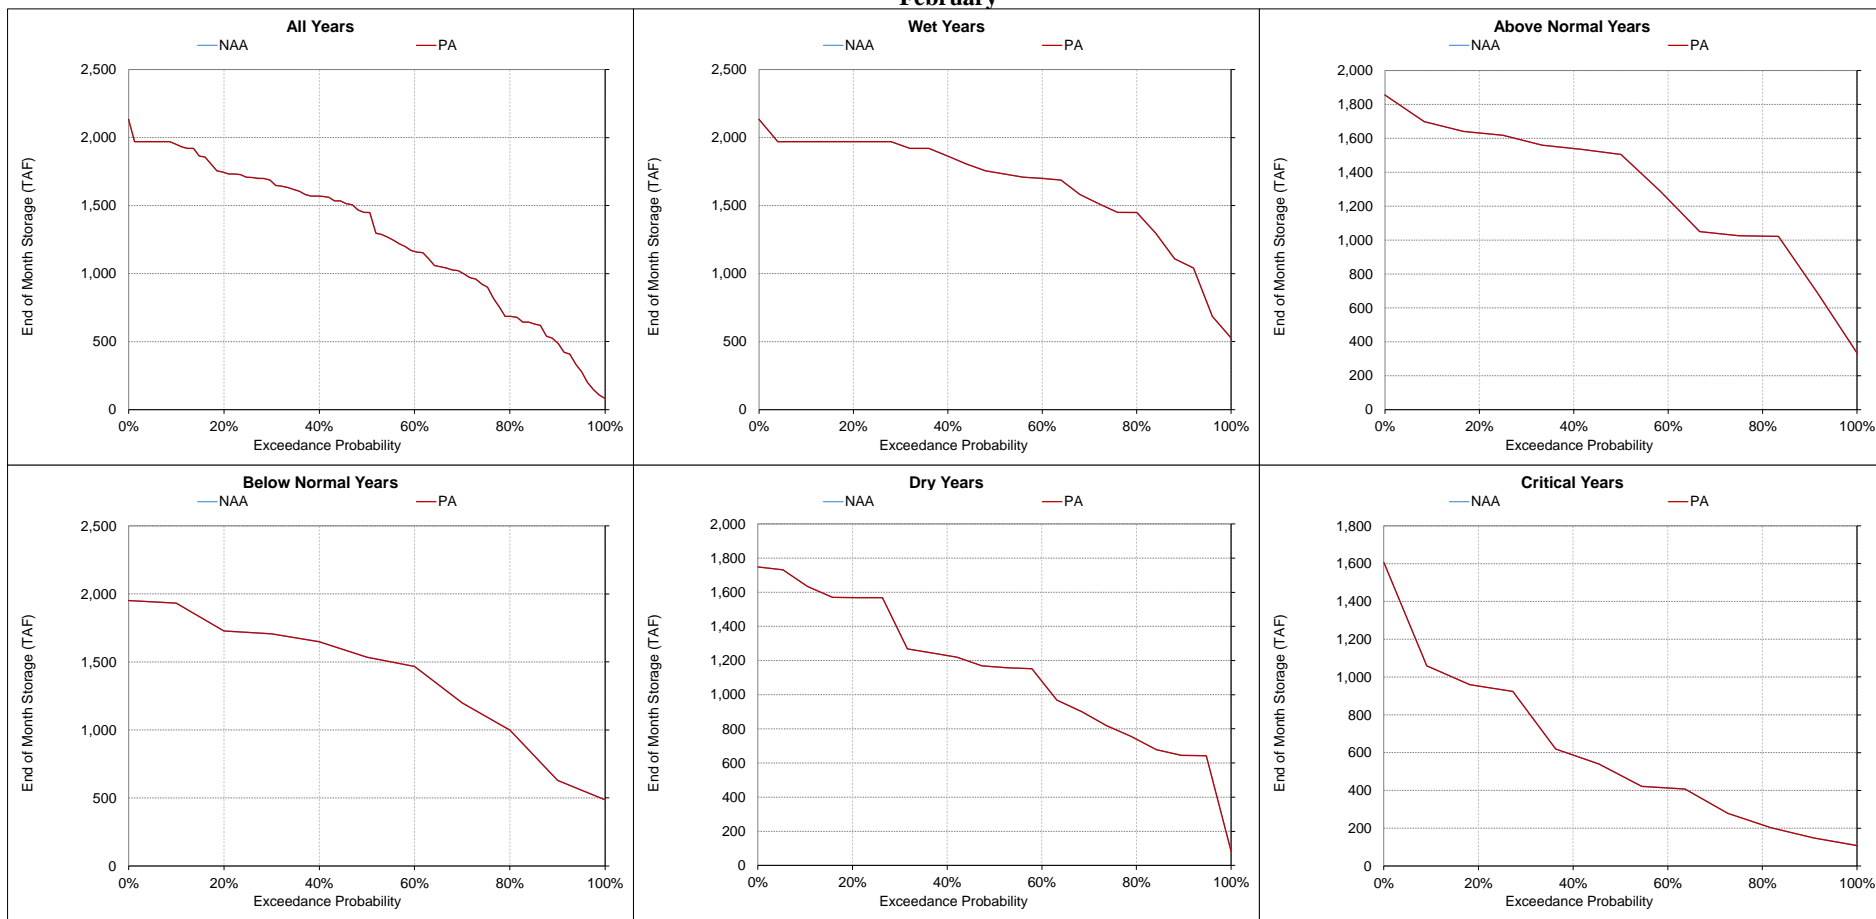 February
All Years
NAA PA
End of Month Storage (TAF)
2,500
2,000
1,500
1,000
500
0
0% 20% 40% 60% 80% 100%
Exceedance Probability
Wet Years
NAA PA
End of Month Storage (TAF)
2,500
2,000
1,500
1,000
500
0
0% 20% 40% 60% 80% 100%
Exceedance Probability
Above Normal Years
NAA PA
End of Month Storage (TAF)
2,000
1,800
1,600
1,400
1,200
1,000
800
600
400
200
0
0% 20% 40% 60% 80% 100%
Exceedance Probability
Below Normal Years
NAA PA
End of Month Storage (TAF)
2,500
2,000
1,500
1,000
500
0
0% 20% 40% 60% 80% 100%
Exceedance Probability
Dry Years
NAA PA
End of Month Storage (TAF)
2,000
1,800
1,600
1,400
1,200
1,000
800
600
400
200
0
0% 20% 40% 60% 80% 100%
Exceedance Probability
Critical Years
NAA PA
End of Month Storage (TAF)
1,800
1,600
1,400
1,200
1,000
800
600
400
200
0
0% 20% 40% 60% 80% 100%
Exceedance Probability